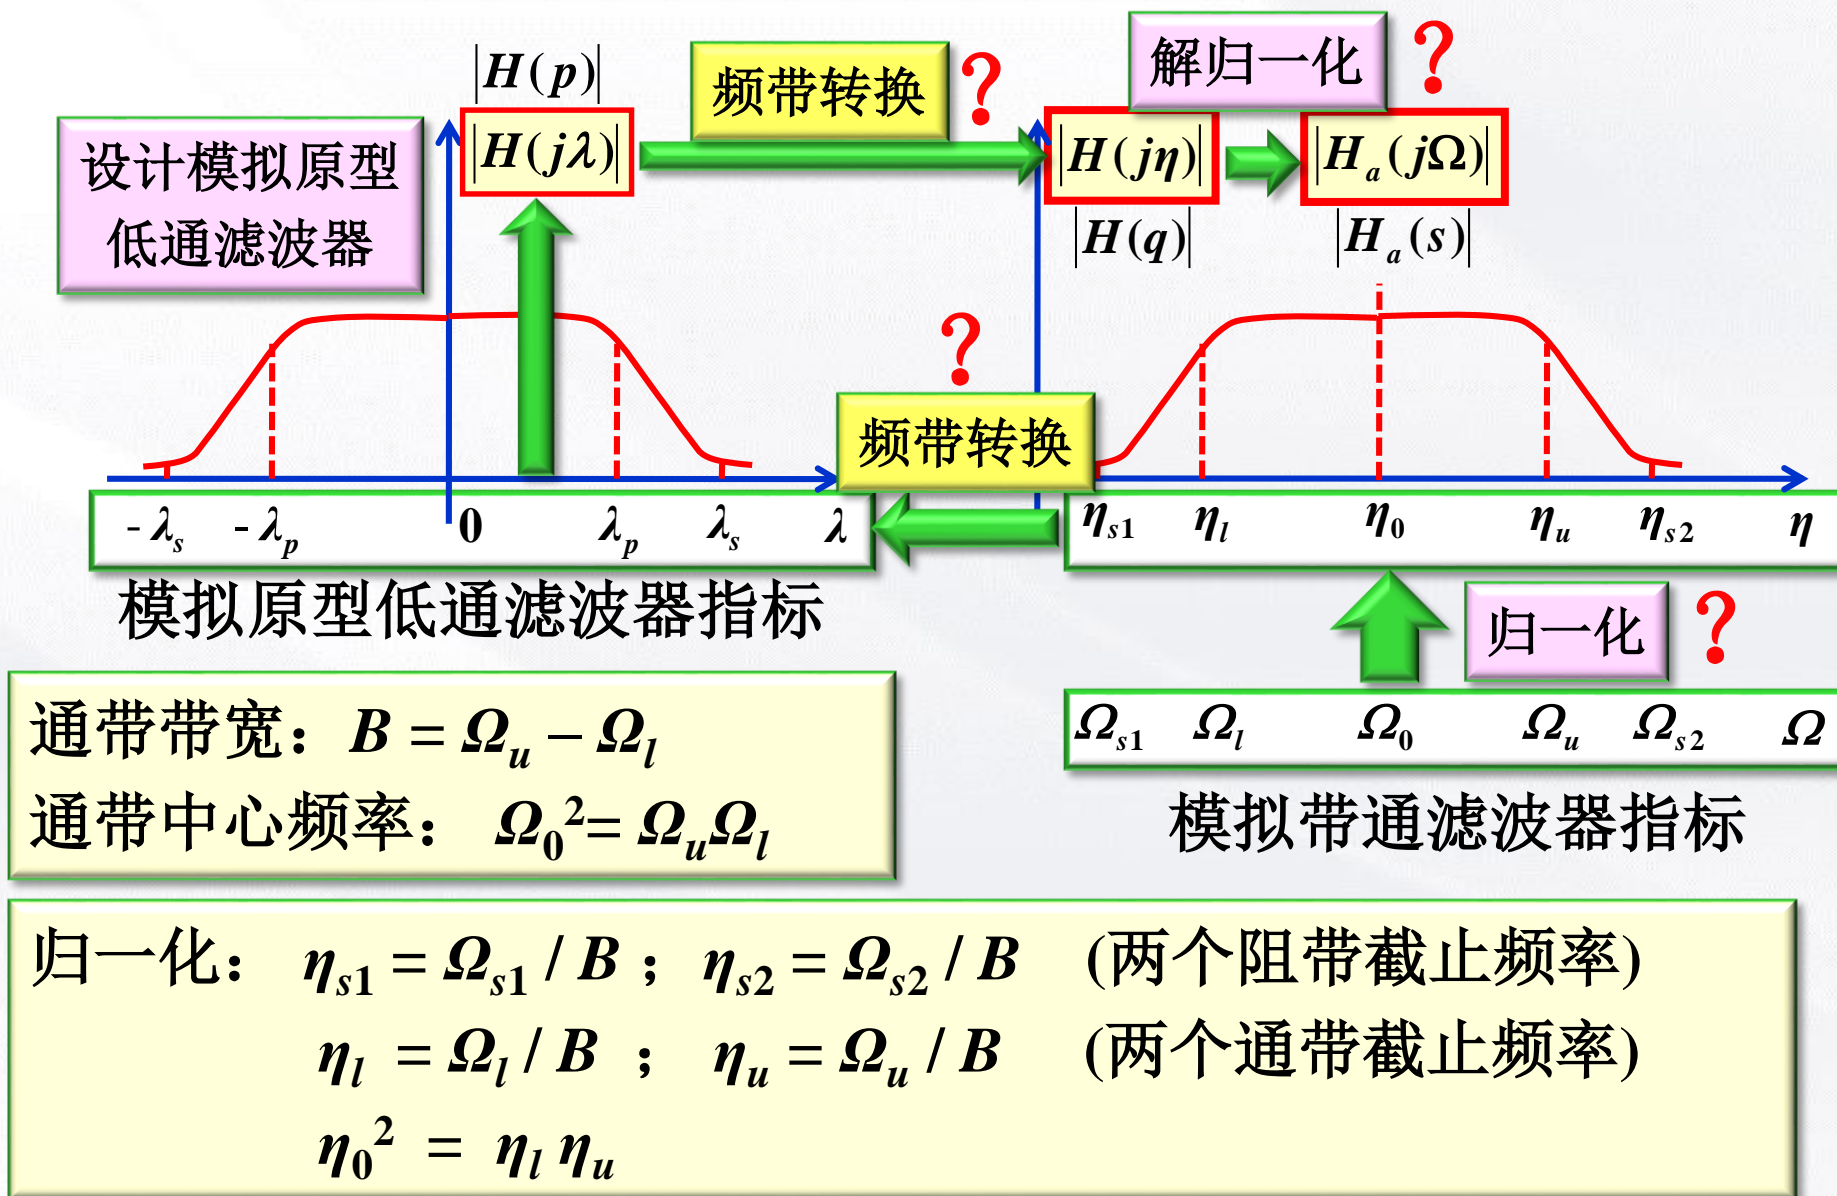 |H(p)|
频带转换 ?
解归一化 ?
设计模拟原型
低通滤波器
|H(jλ)|
|H(jη)|
|Hₐ(jΩ)|
|H(q)|
|Hₐ(s)|
?
频带转换
-λₛ -λₚ 0 λₚ λₛ λ
ηₛ₁ ηₗ η₀ ηᵤ ηₛ₂ η
模拟原型低通滤波器指标
归一化 ?
Ωₛ₁ Ωₗ Ω₀ Ωᵤ Ωₛ₂ Ω
模拟带通滤波器指标
通带带宽：B = Ωᵤ – Ωₗ
通带中心频率： Ω₀²= ΩᵤΩₗ
归一化： ηₛ₁ = Ωₛ₁ / B ；ηₛ₂ = Ωₛ₂ / B (两个阻带截止频率)
ηₗ = Ωₗ / B ； ηᵤ = Ωᵤ / B (两个通带截止频率)
η₀² = ηₗ ηᵤ